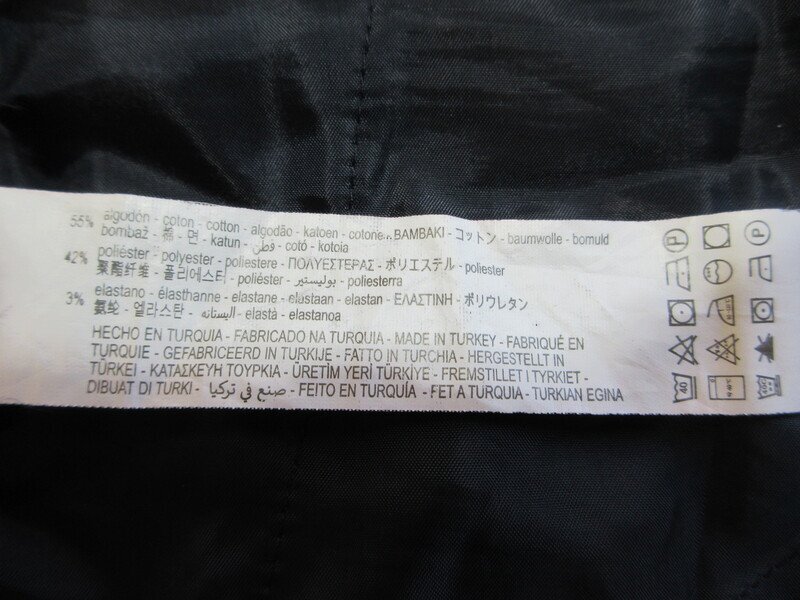 55% algodón - coton - cotton - algodão - katoen - cotone - BAMBAKI - コットン - baumwolle - bomuld
bombaž - 棉 - 면 - katun - قطن - cotó - kotoia
42% poliéster - polyester - poliestere - ΠΟΛΥΕΣΤΕΡΑΣ - ポリエステル - poliester
聚酯纤维 - 폴리에스터 - poliéster - بوليستير - poliesterra
3% elastano - élasthanne - elastane - elastaan - elastan - ΕΛΑΣΤΙΝΗ - ポリウレタン
氨纶 - 엘라스탄 - البستانه - elastà - elastanoa
HECHO EN TURQUIA - FABRICADO NA TURQUIA - MADE IN TURKEY - FABRIQUÉ EN
TURQUIE - GEFABRICEERD IN TURKIJE - FATTO IN TURCHIA - HERGESTELLT IN
TÜRKEI - ΚΑΤΑΣΚΕΥΗ ΤΟΥΡΚΙΑ - ÜRETİM YERİ TÜRKİYE - FREMSTILLET I TYRKIET -
DIBUAT DI TURKI - صنع في تركيا - FEITO EN TURQUÍA - FET A TURQUIA - TURKIAN EGINA